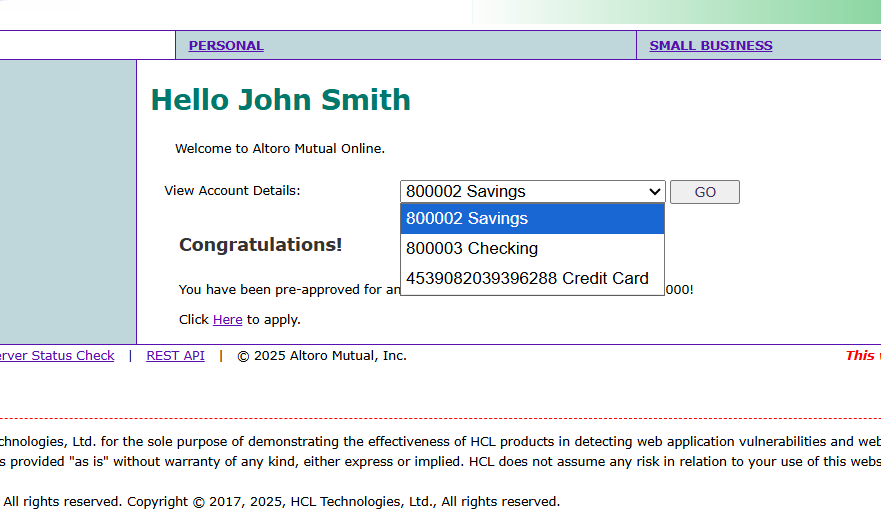 PERSONAL
SMALL BUSINESS
Hello John Smith
Welcome to Altoro Mutual Online.
View Account Details:
800002 Savings
GO
800002 Savings
800003 Checking
4539082039396288 Credit Card
Congratulations!
You have been pre-approved for an 000!
Click Here to apply.
erver Status Check | REST API | © 2025 Altoro Mutual, Inc.
This
chnologies, Ltd. for the sole purpose of demonstrating the effectiveness of HCL products in detecting web application vulnerabilities and web
s provided "as is" without warranty of any kind, either express or implied. HCL does not assume any risk in relation to your use of this webs
All rights reserved. Copyright © 2017, 2025, HCL Technologies, Ltd., All rights reserved.